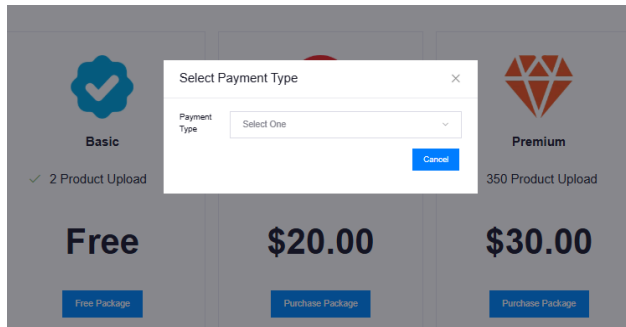 Select Payment Type
Payment
Type
Select One
Cancel
Basic
2 Product Upload
Free
Free Package
$20.00
Purchase Package
Premium
350 Product Upload
$30.00
Purchase Package